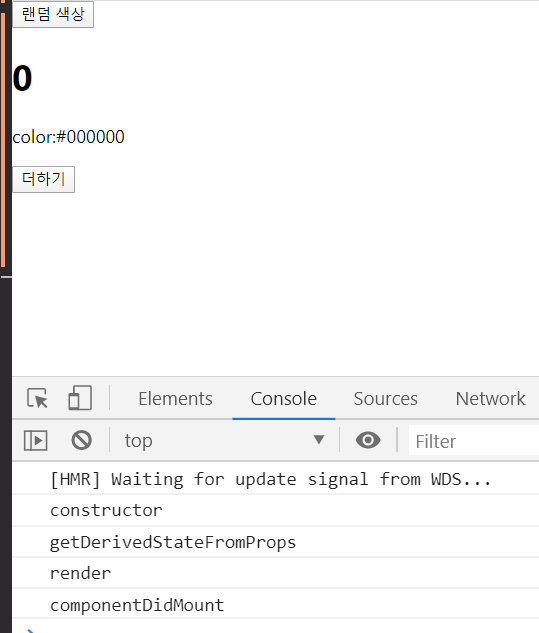 랜덤 색상
0
color:#000000
더하기
Elements Console Sources Network
top Filter
[HMR] Waiting for update signal from WDS...
constructor
getDerivedStateFromProps
render
componentDidMount